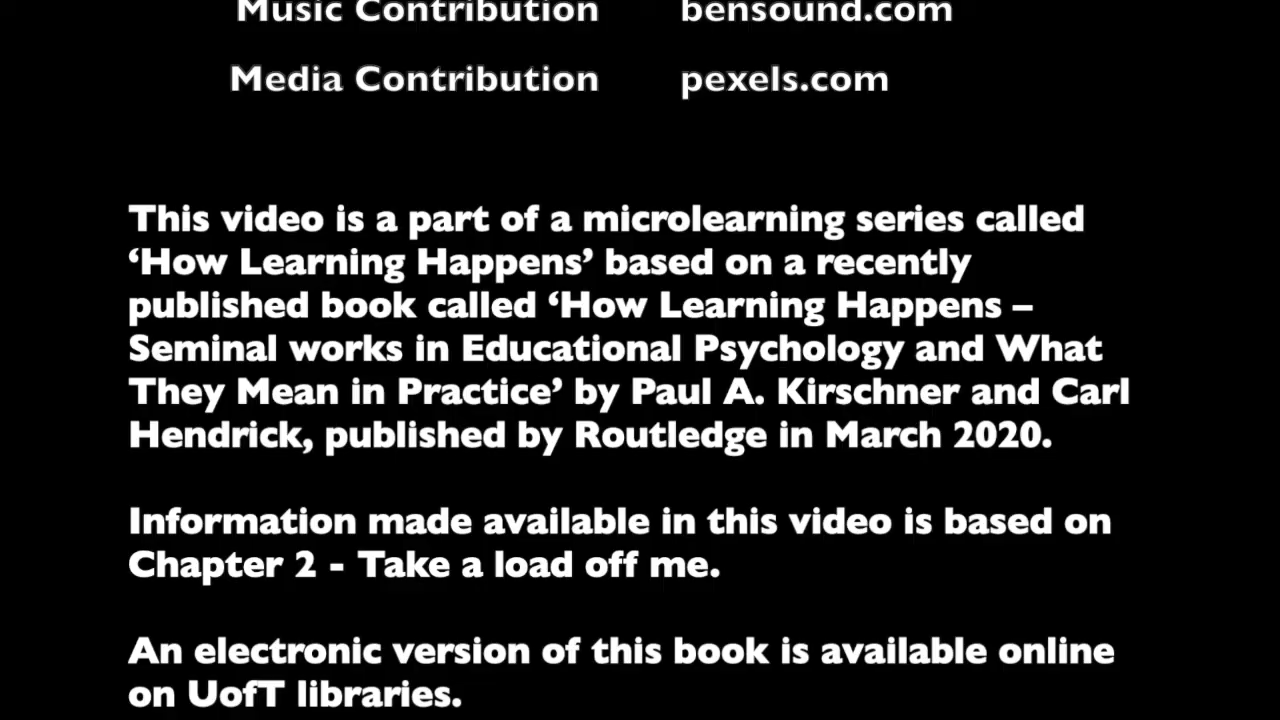 Music Contribution bensound.com
Media Contribution pexels.com
This video is a part of a microlearning series called
‘How Learning Happens’ based on a recently
published book called ‘How Learning Happens –
Seminal works in Educational Psychology and What
They Mean in Practice’ by Paul A. Kirschner and Carl
Hendrick, published by Routledge in March 2020.
Information made available in this video is based on
Chapter 2 - Take a load off me.
An electronic version of this book is available online
on UofT libraries.